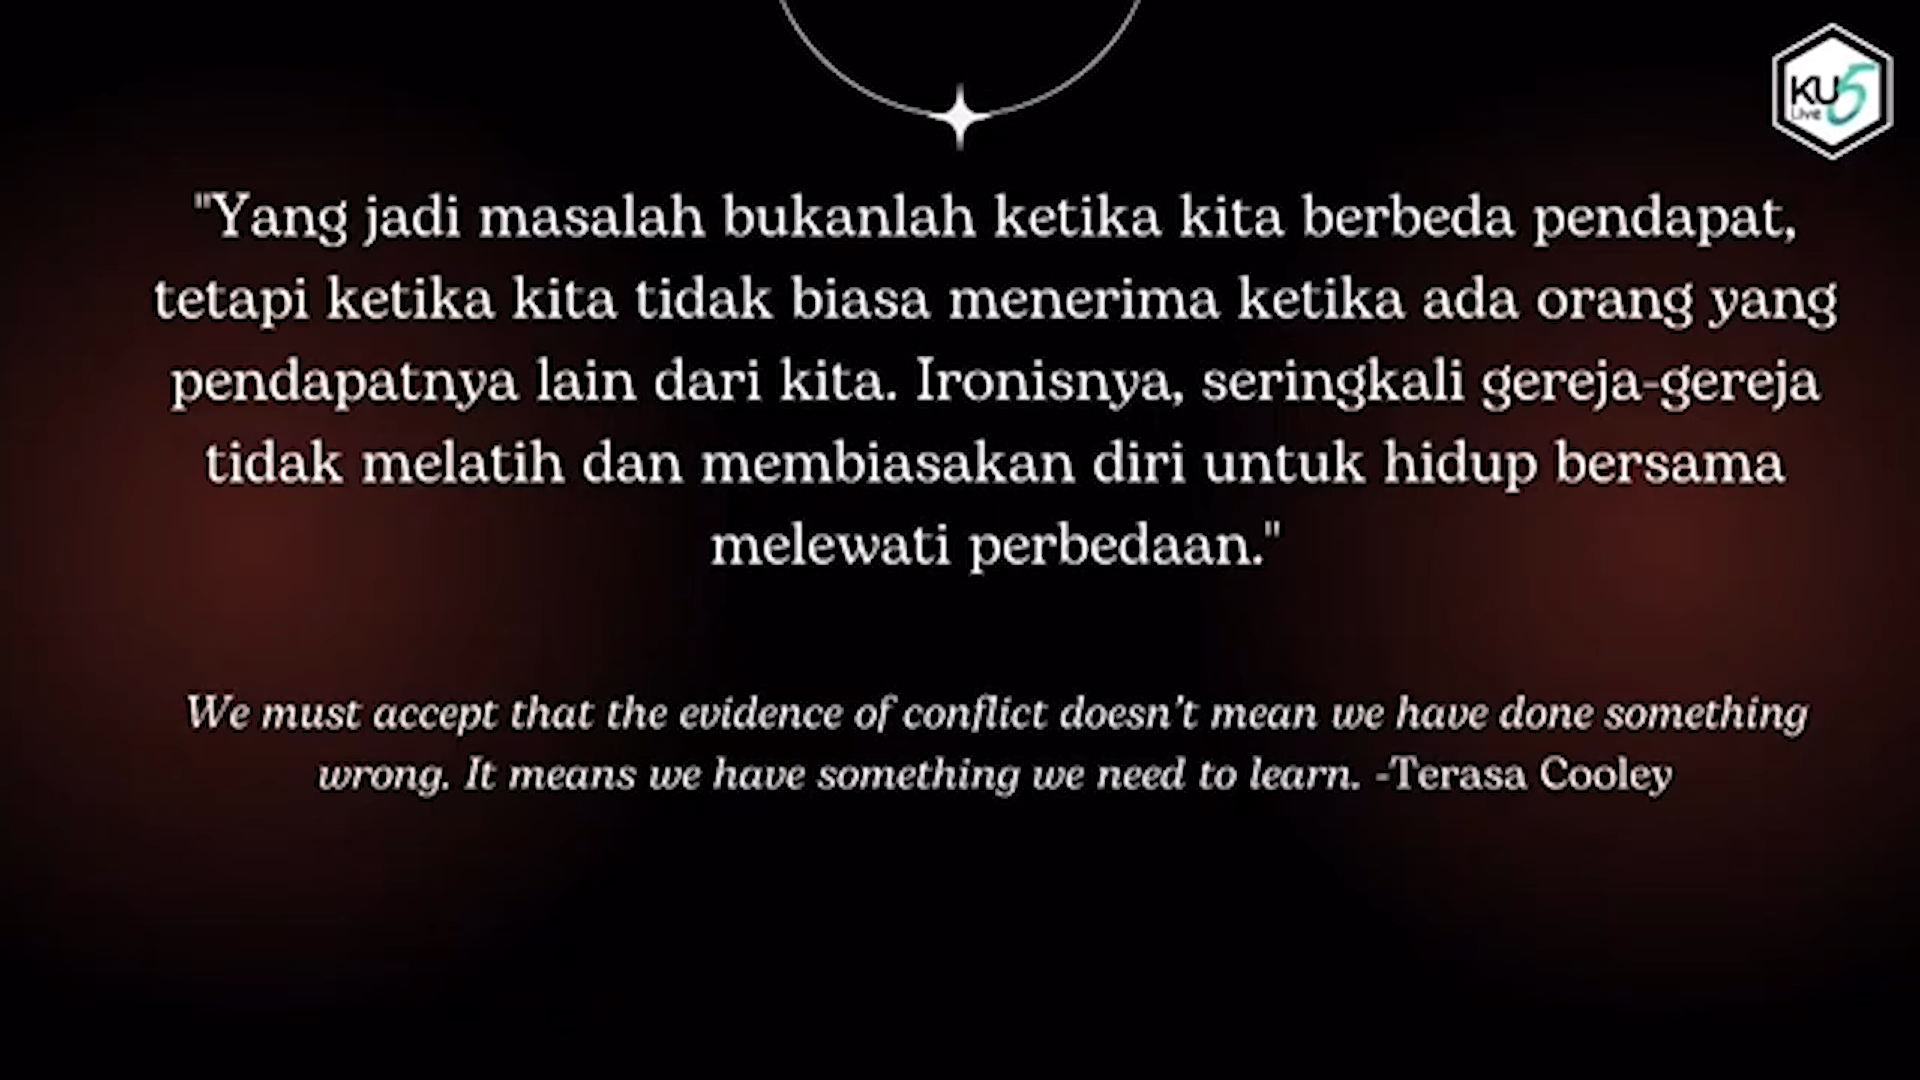 KU5
Live
"Yang jadi masalah bukanlah ketika kita berbeda pendapat,
tetapi ketika kita tidak biasa menerima ketika ada orang yang
pendapatnya lain dari kita. Ironisnya, seringkali gereja-gereja
tidak melatih dan membiasakan diri untuk hidup bersama
melewati perbedaan."
We must accept that the evidence of conflict doesn't mean we have done something
wrong. It means we have something we need to learn. -Terasa Cooley